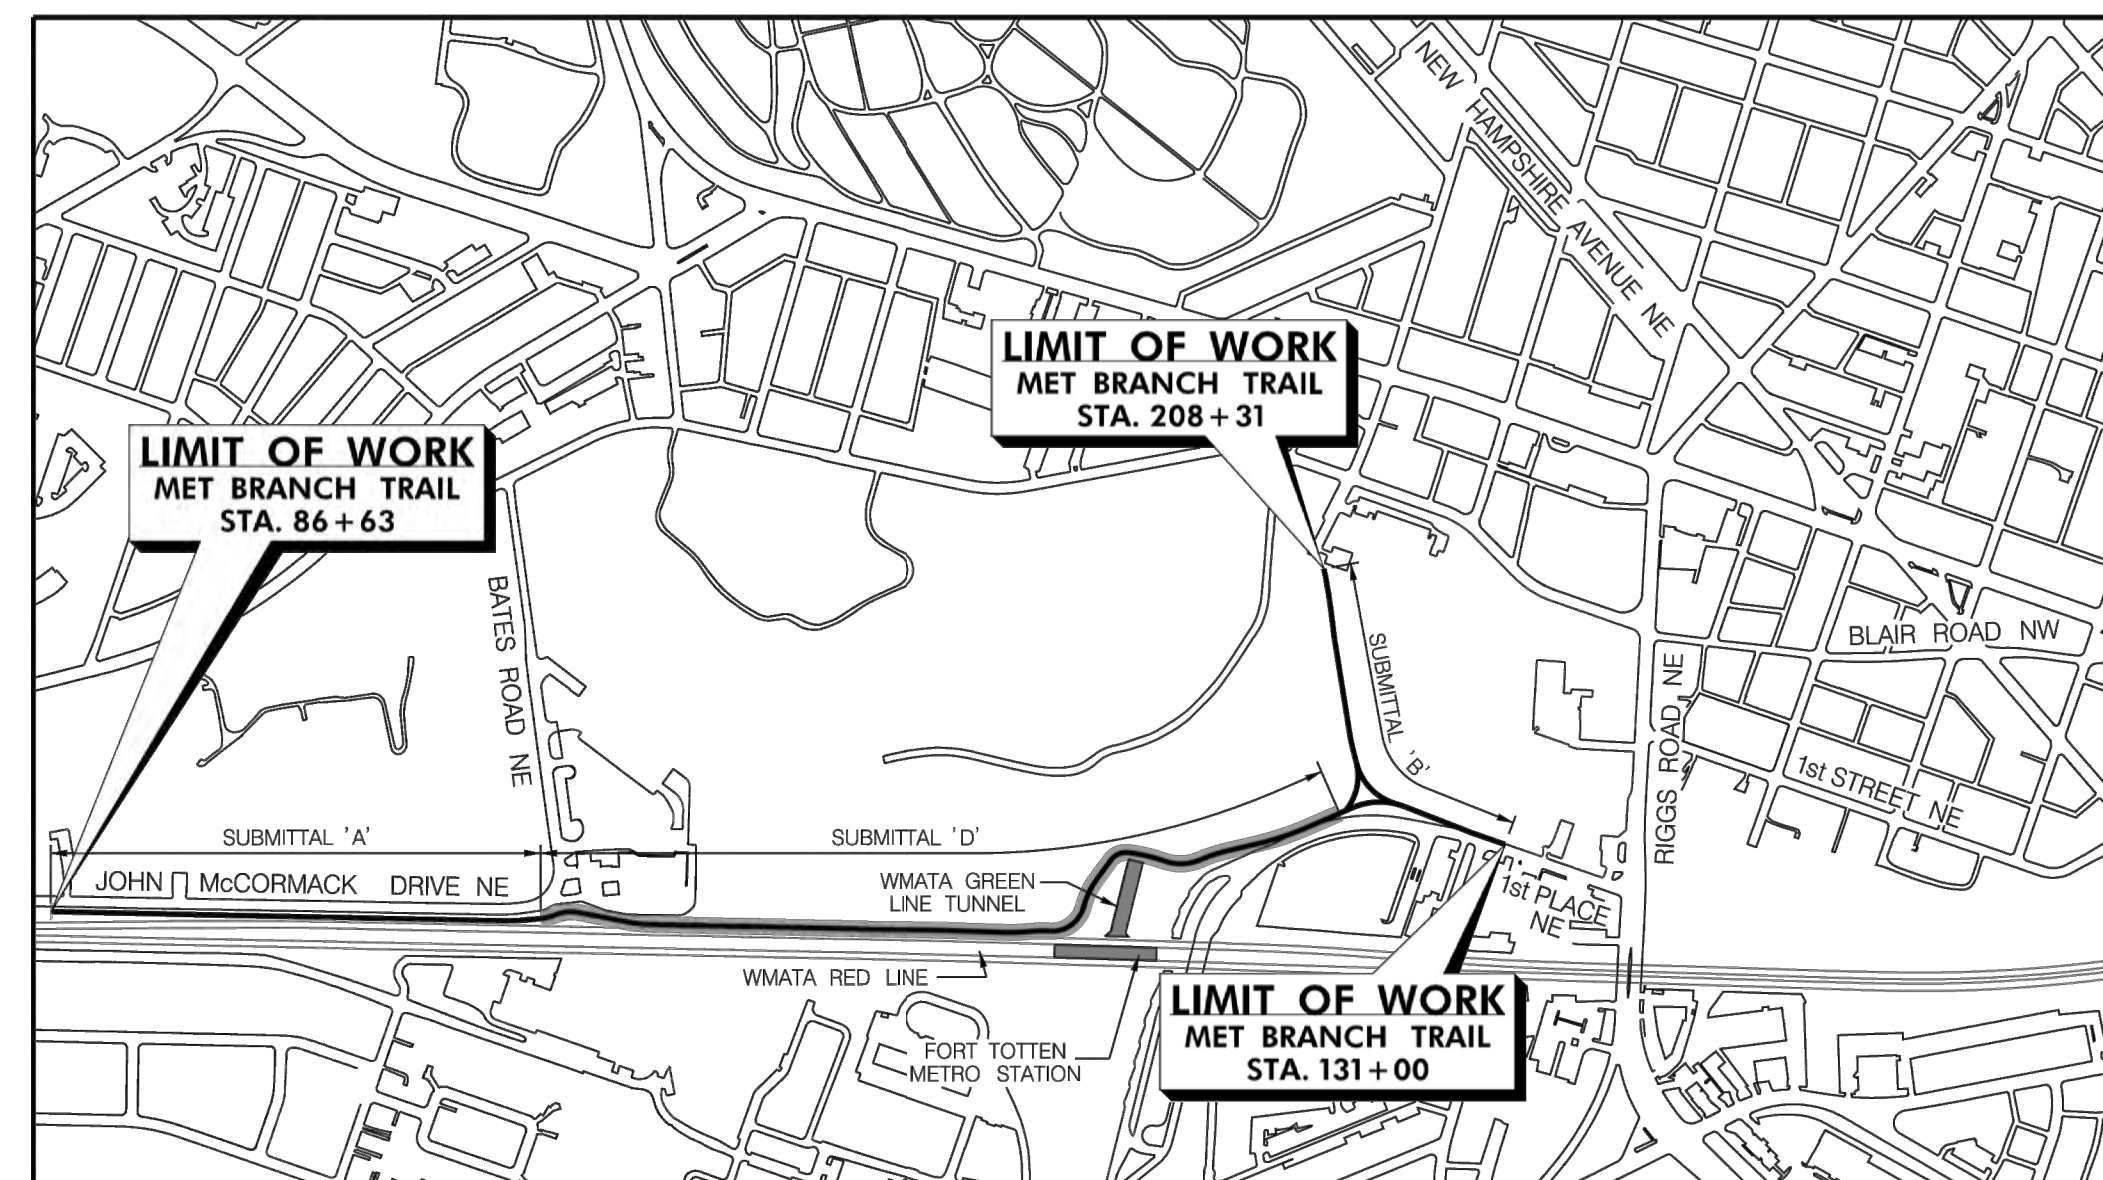 NEW HAMPSHIRE AVENUE NE
LIMIT OF WORK
MET BRANCH TRAIL
STA. 208+31
LIMIT OF WORK
MET BRANCH TRAIL
STA. 86+63
BATES ROAD NE
BLAIR ROAD NW
SUBMITTAL 'B'
RIGGS ROAD NE
1st STREET NE
SUBMITTAL 'A'
SUBMITTAL 'D'
JOHN McCORMACK DRIVE NE
WMATA GREEN
LINE TUNNEL
1st PLACE
NE
WMATA RED LINE
LIMIT OF WORK
MET BRANCH TRAIL
STA. 131+00
FORT TOTTEN
METRO STATION